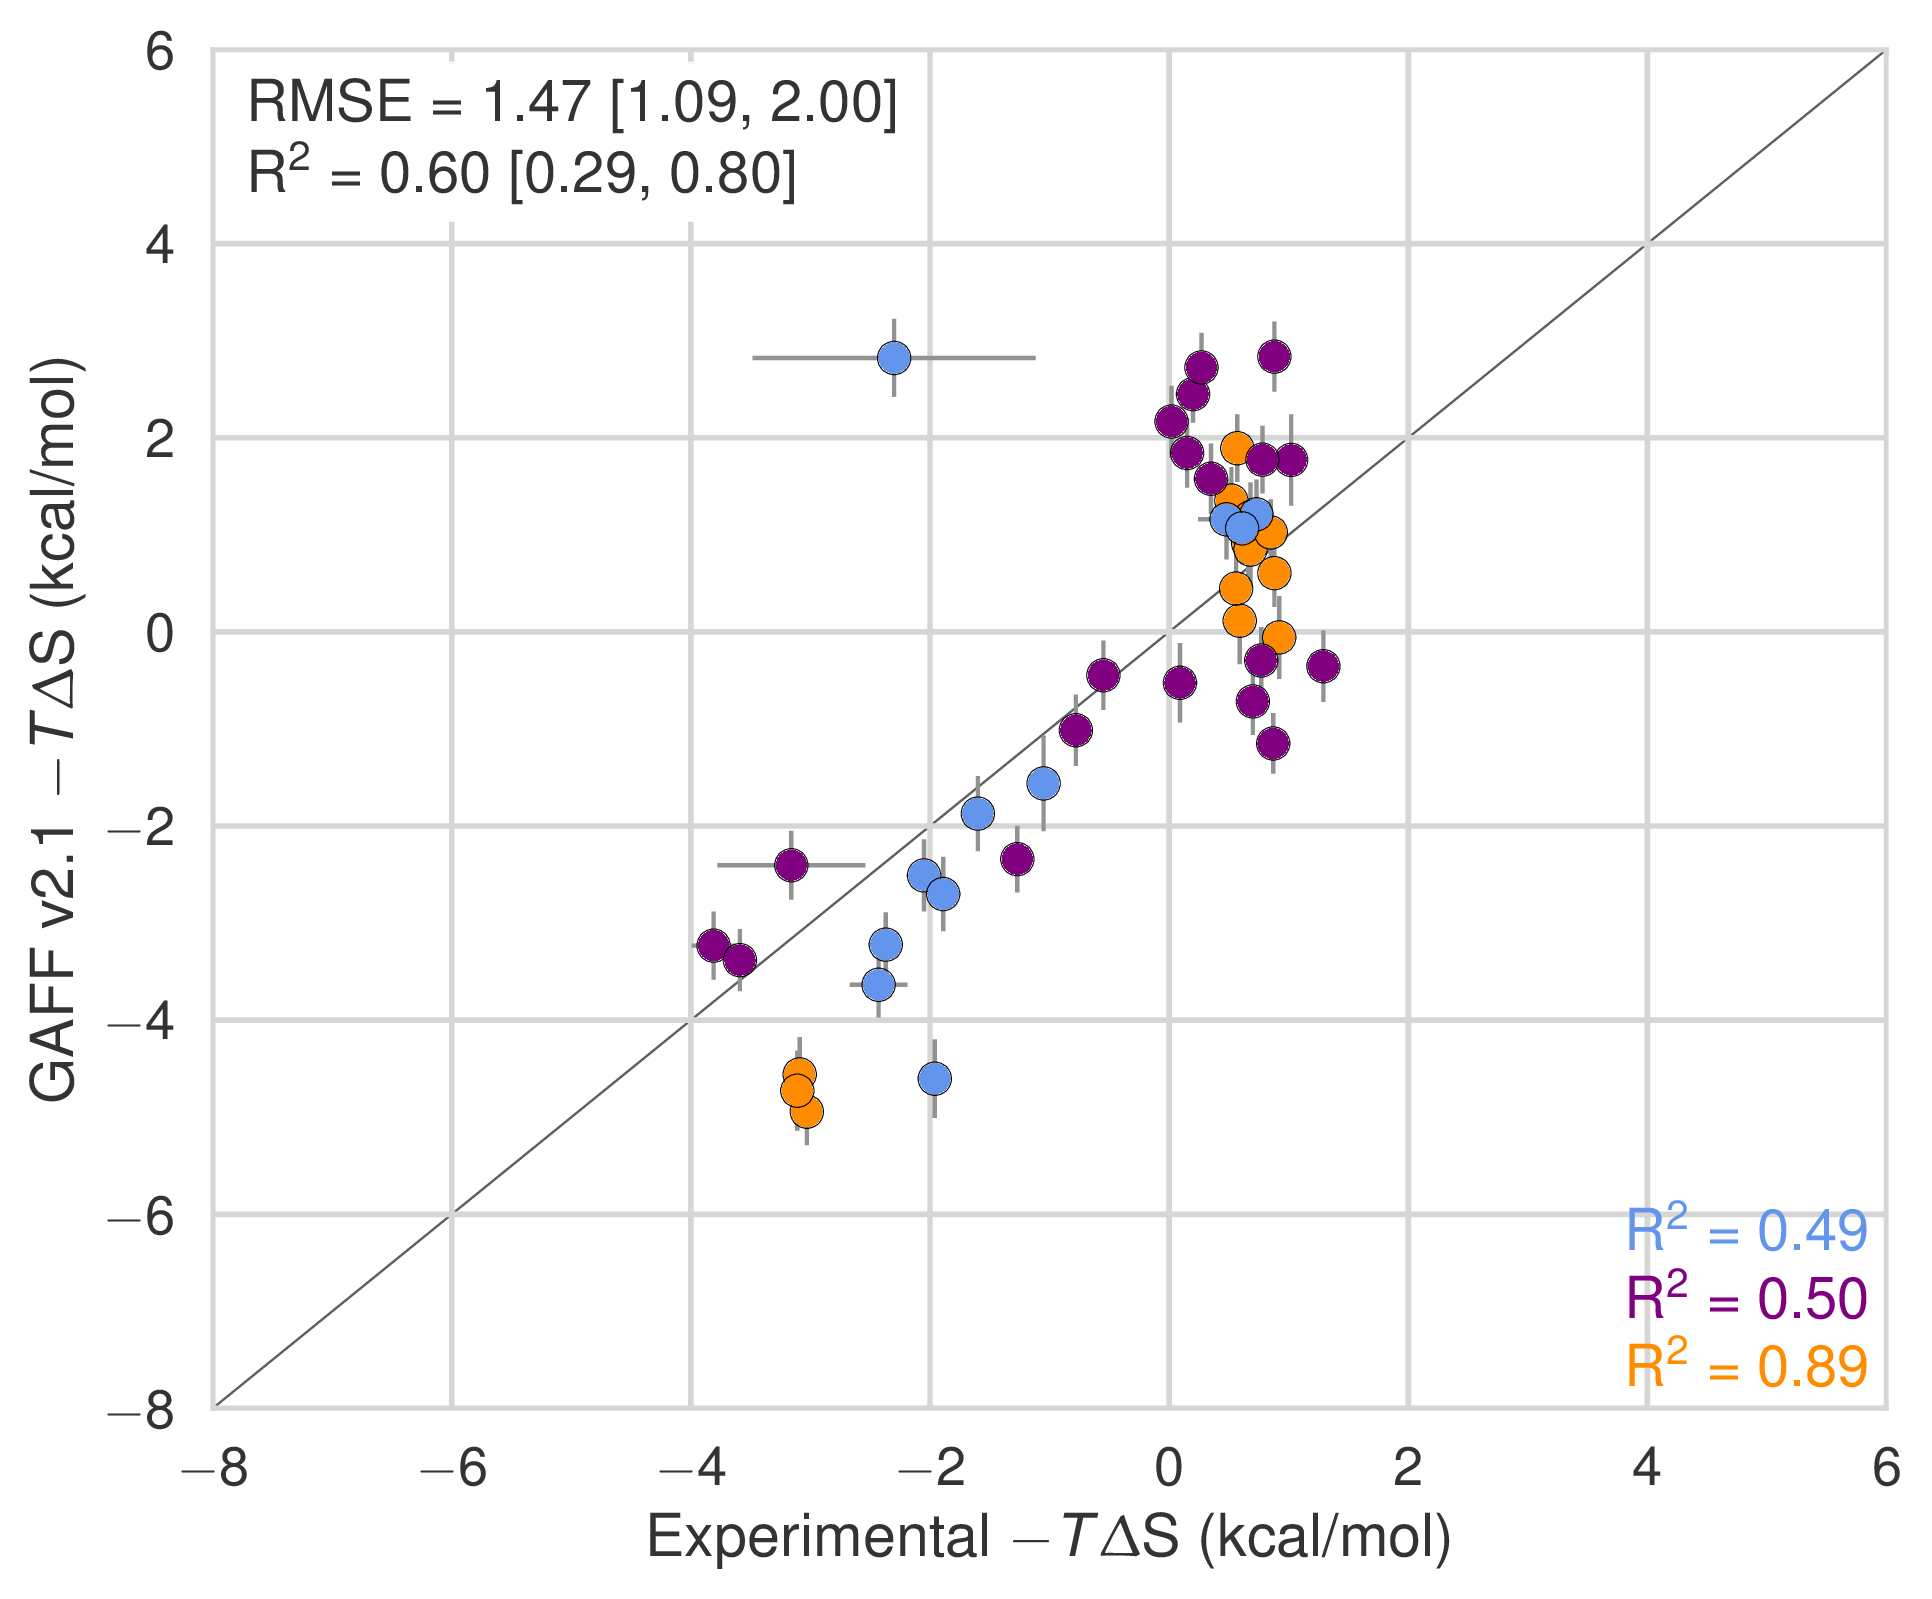 RMSE = 1.47 [1.09, 2.00]
R² = 0.60 [0.29, 0.80]
6
4
2
0
−2
−4
−6
−8
GAFF v2.1 −TΔS (kcal/mol)
R² = 0.49
R² = 0.50
R² = 0.89
−8 −6 −4 −2 0 2 4 6
Experimental −TΔS (kcal/mol)